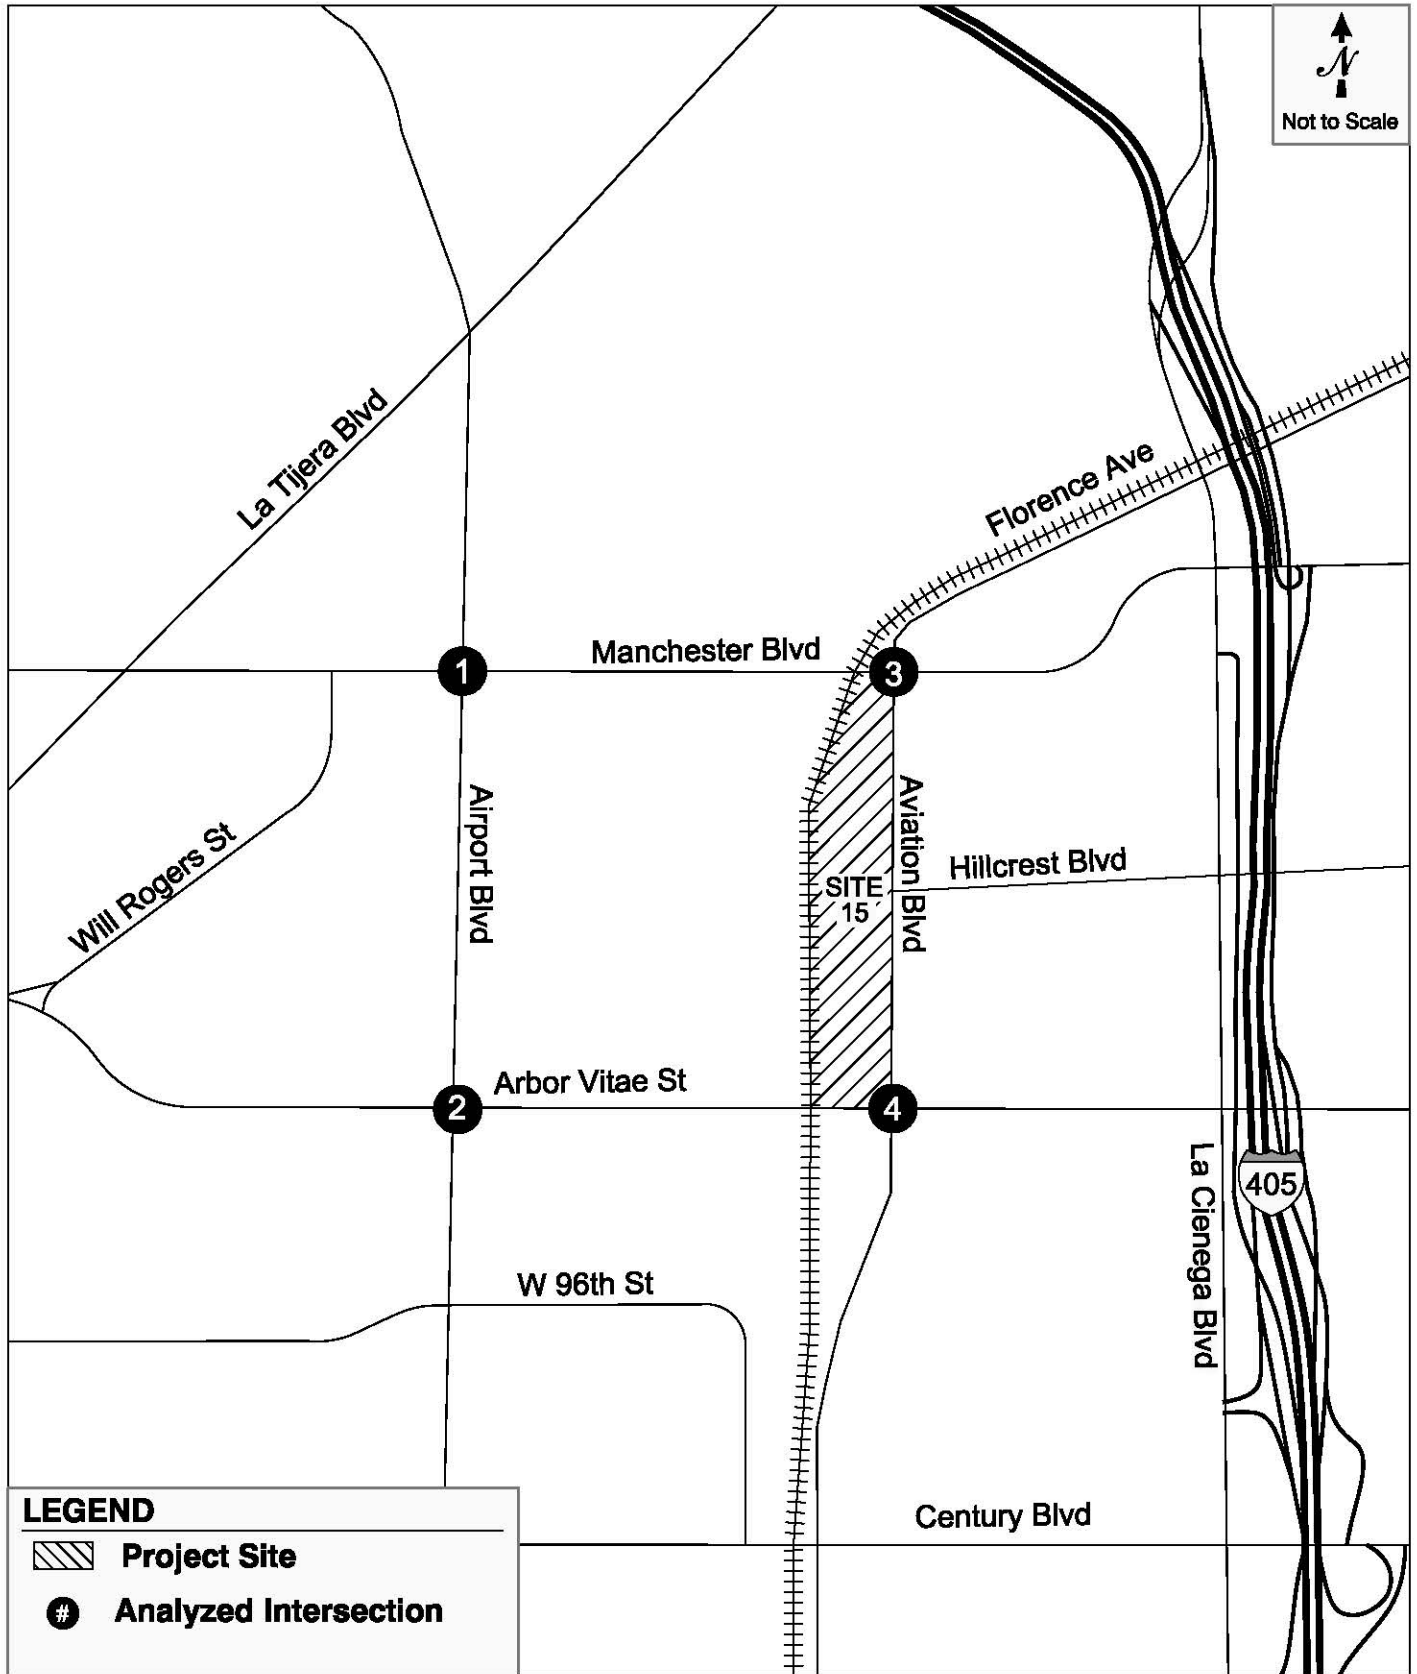 N
Not to Scale
La Tijera Blvd
Florence Ave
Manchester Blvd
1
3
Airport Blvd
Aviation Blvd
Will Rogers St
Hillcrest Blvd
SITE
15
Arbor Vitae St
2
4
La Cienega Blvd
405
W 96th St
Century Blvd
LEGEND
Project Site
# Analyzed Intersection